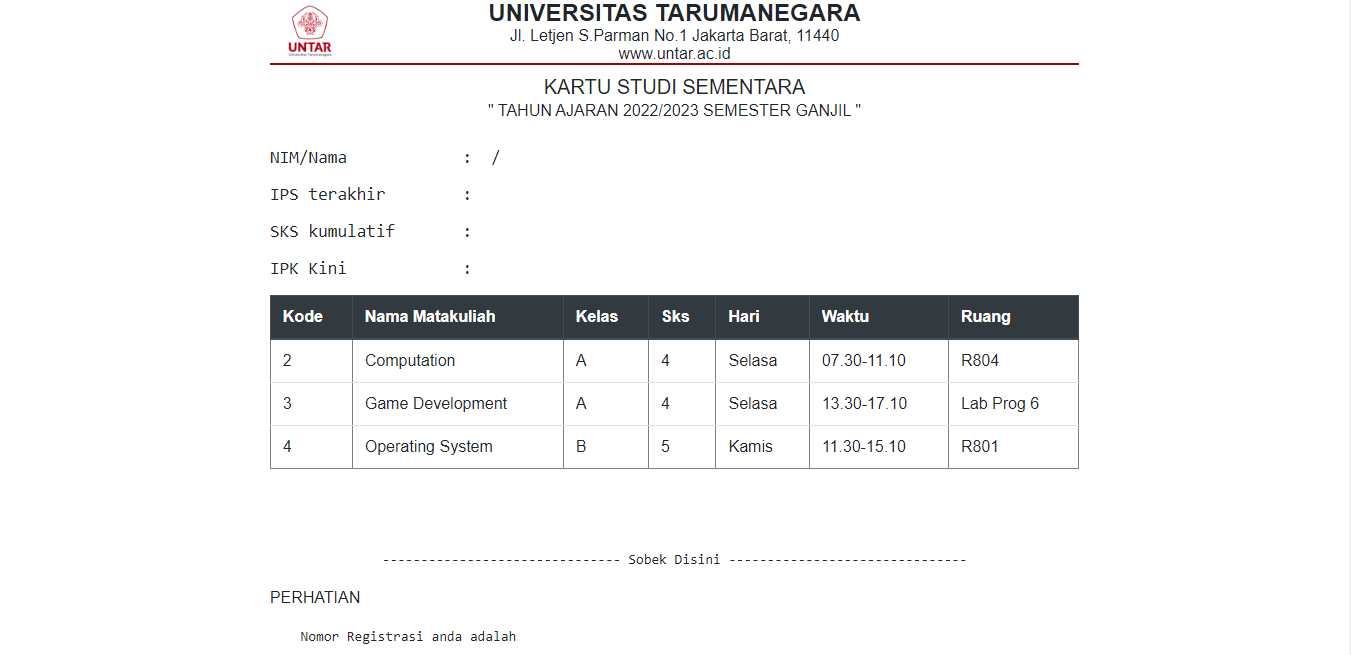 UNTAR
Universitas Tarumanagara
UNIVERSITAS TARUMANEGARA
Jl. Letjen S.Parman No.1 Jakarta Barat, 11440
www.untar.ac.id
KARTU STUDI SEMENTARA
" TAHUN AJARAN 2022/2023 SEMESTER GANJIL "
NIM/Nama : /
IPS terakhir :
SKS kumulatif :
IPK Kini :
Kode Nama Matakuliah Kelas Sks Hari Waktu Ruang
2 Computation A 4 Selasa 07.30-11.10 R804
3 Game Development A 4 Selasa 13.30-17.10 Lab Prog 6
4 Operating System B 5 Kamis 11.30-15.10 R801
------------------------------- Sobek Disini -------------------------------
PERHATIAN
Nomor Registrasi anda adalah